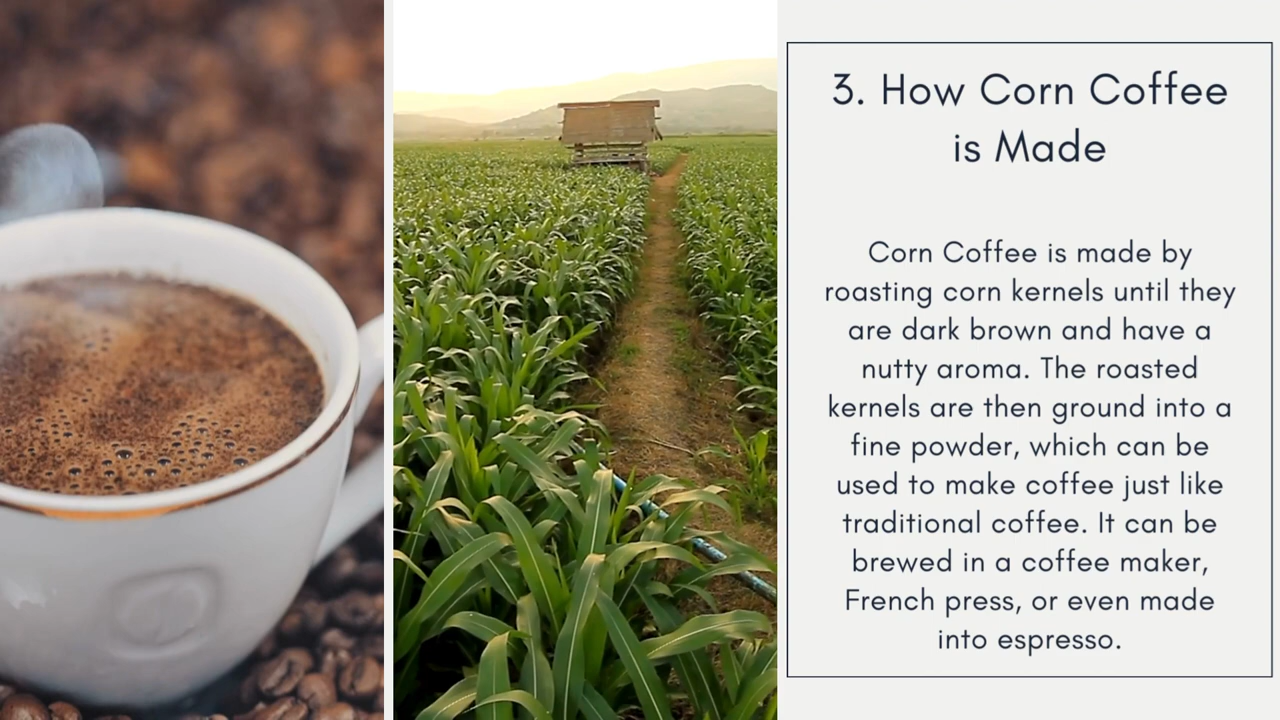 3. How Corn Coffee
is Made
Corn Coffee is made by
roasting corn kernels until they
are dark brown and have a
nutty aroma. The roasted
kernels are then ground into a
fine powder, which can be
used to make coffee just like
traditional coffee. It can be
brewed in a coffee maker,
French press, or even made
into espresso.